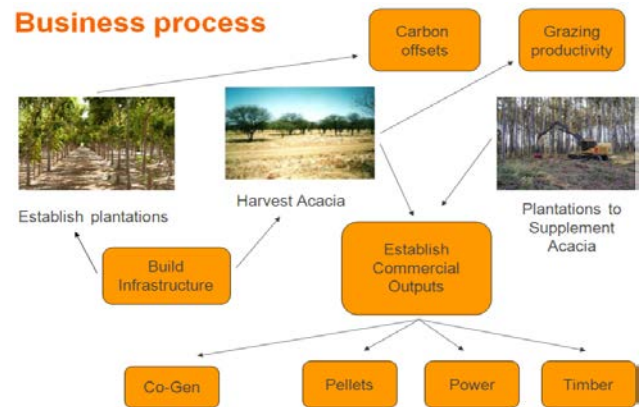 Business process
Carbon
offsets
Grazing
productivity
Establish plantations
Harvest Acacia
Plantations to
Supplement
Acacia
Build
Infrastructure
Establish
Commercial
Outputs
Co-Gen
Pellets
Power
Timber